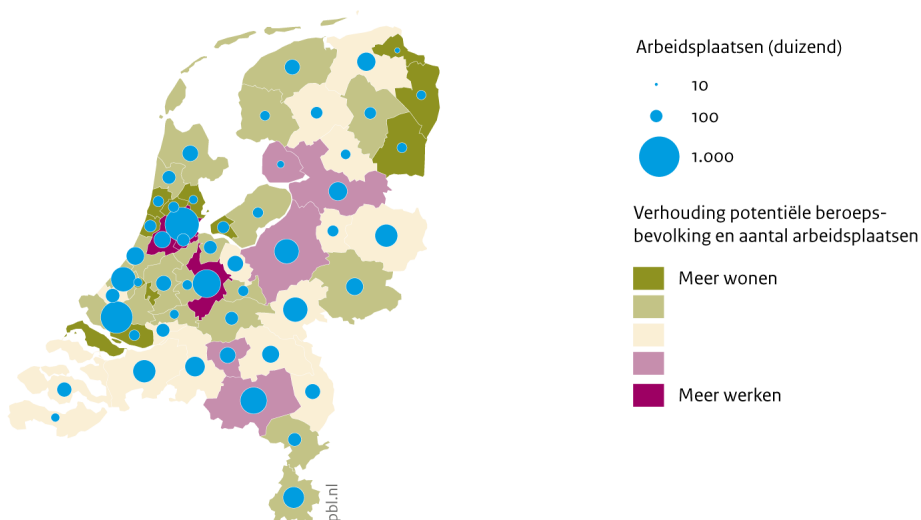 Arbeidsplaatsen (duizend)
10
100
1.000
Verhouding potentiële beroeps-
bevolking en aantal arbeidsplaatsen
Meer wonen
Meer werken
pbl.nl